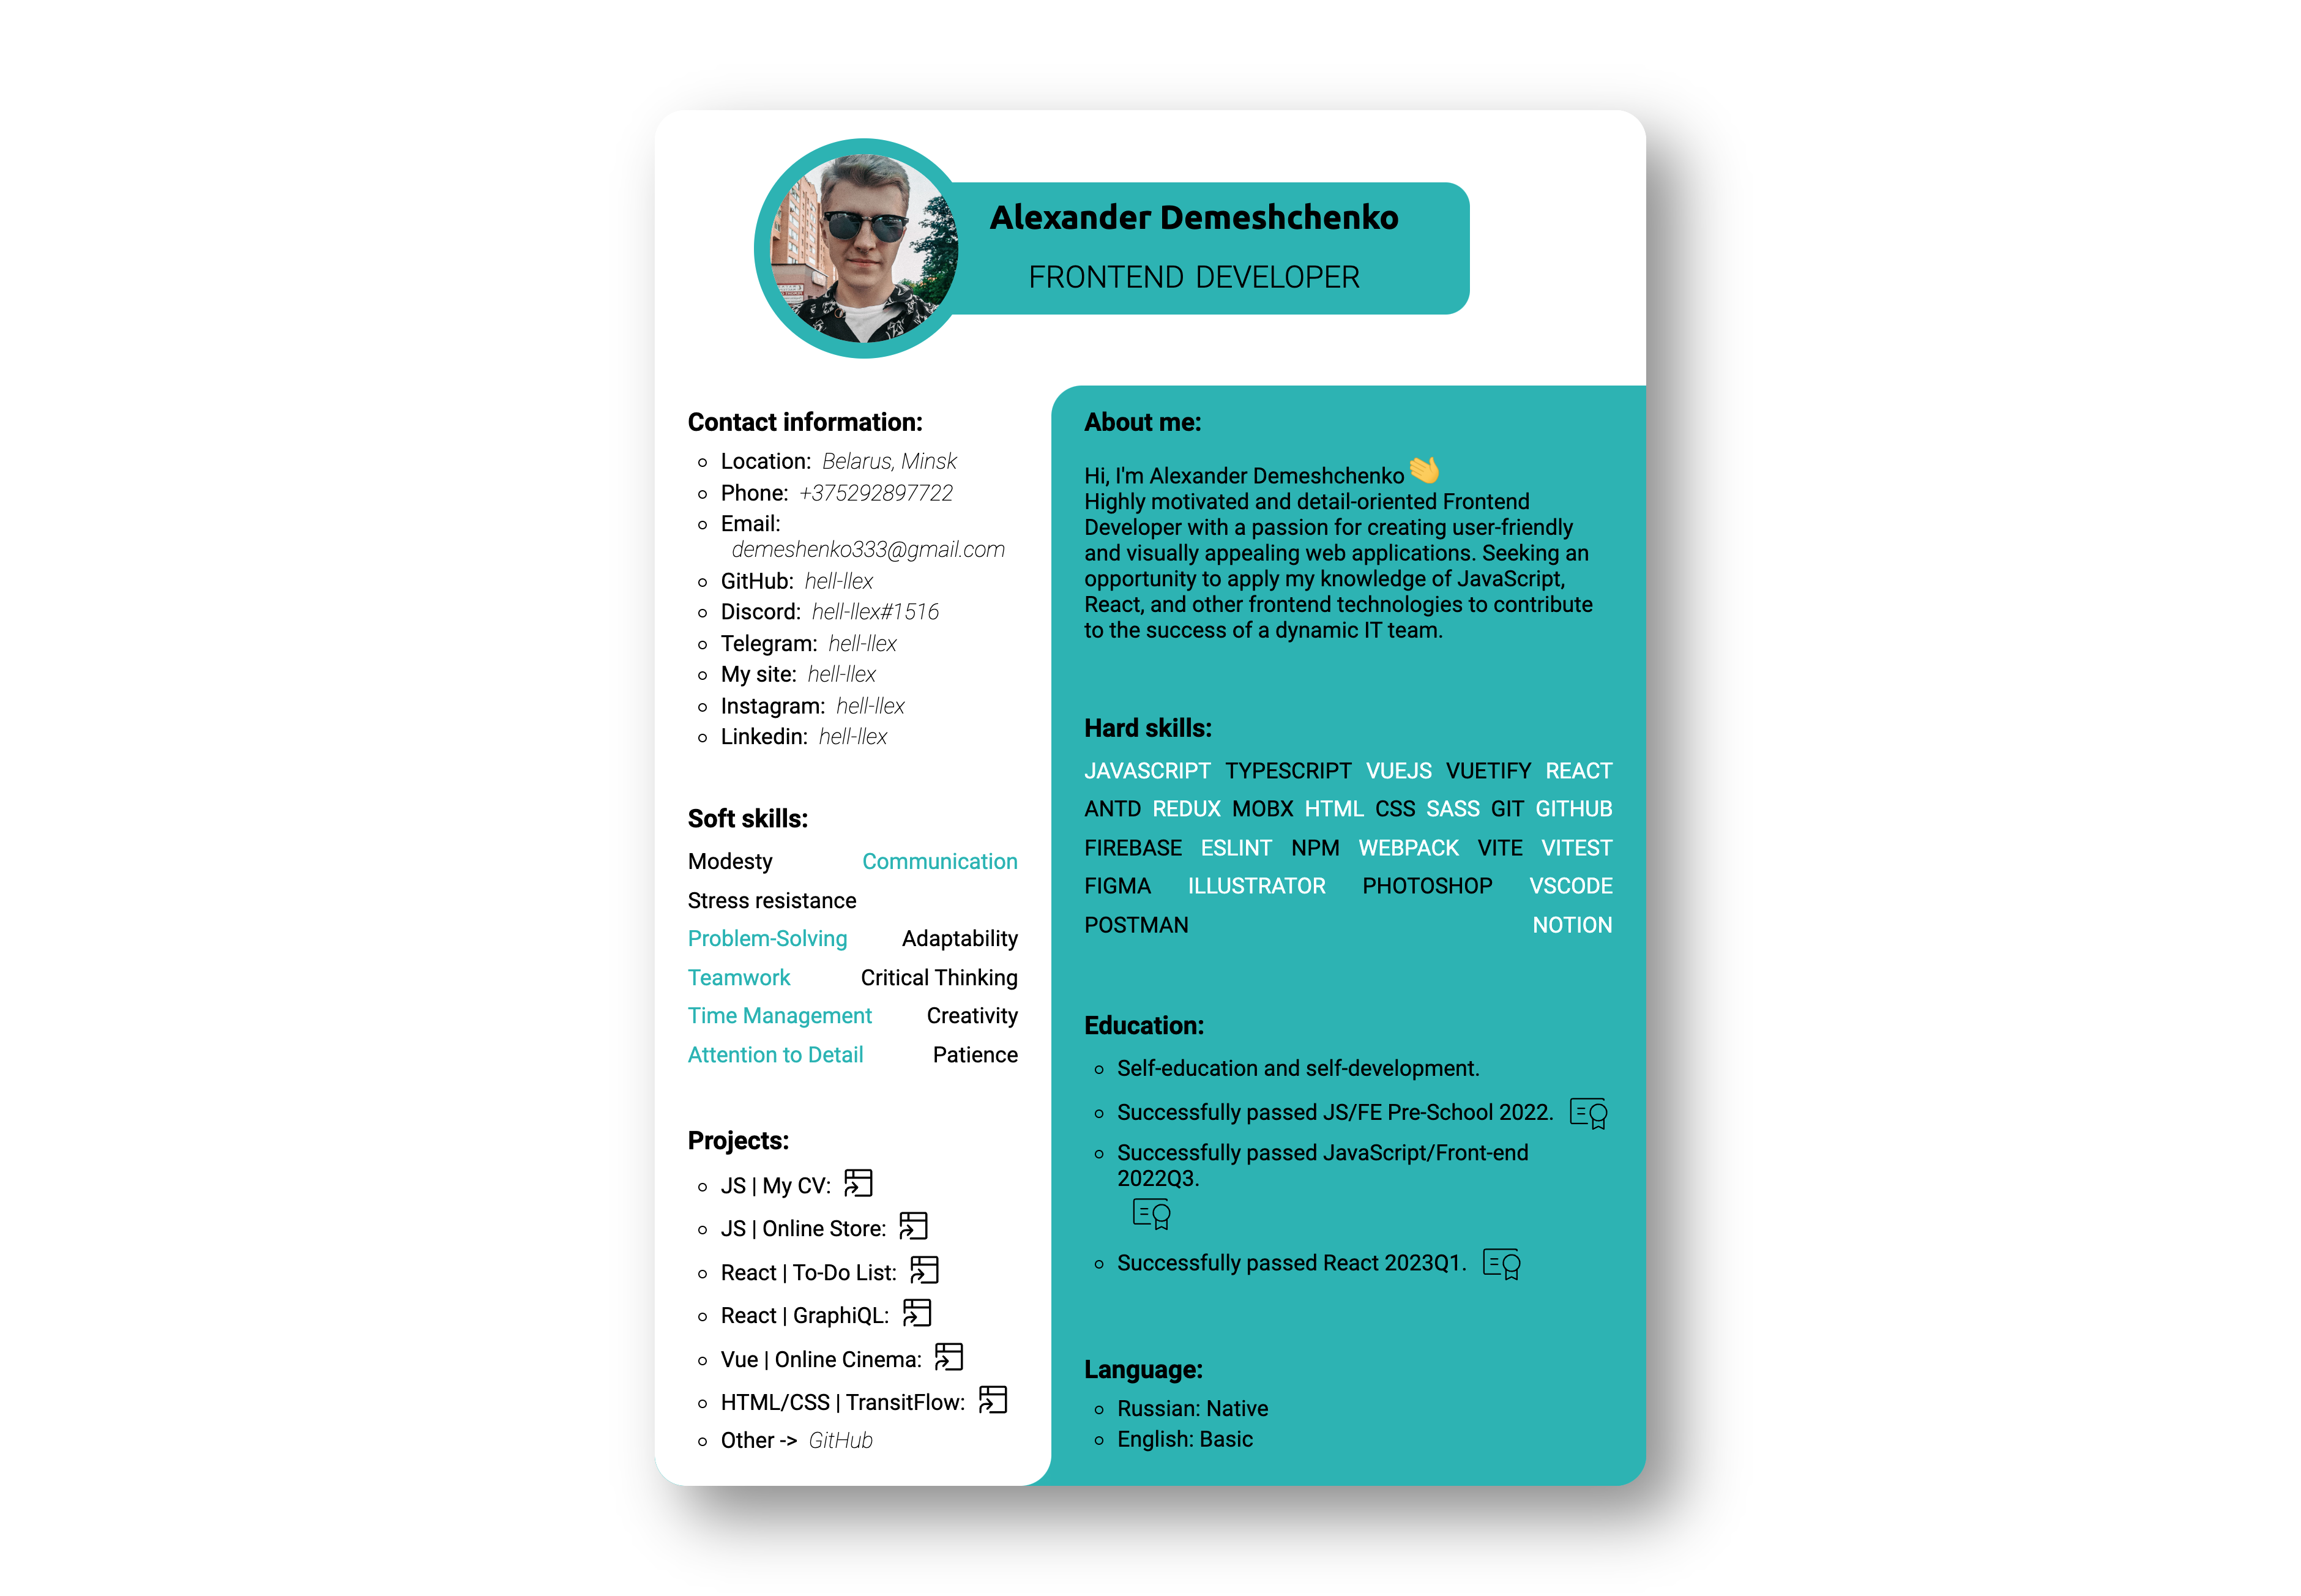 Alexander Demeshchenko
FRONTEND DEVELOPER
Contact information:
Location: Belarus, Minsk
Phone: +375292897722
Email:
demeshenko333@gmail.com
GitHub: hell-llex
Discord: hell-llex#1516
Telegram: hell-llex
My site: hell-llex
Instagram: hell-llex
Linkedin: hell-llex
Soft skills:
Modesty Communication
Stress resistance
Problem-Solving Adaptability
Teamwork Critical Thinking
Time Management Creativity
Attention to Detail Patience
Projects:
JS | My CV:
JS | Online Store:
React | To-Do List:
React | GraphiQL:
Vue | Online Cinema:
HTML/CSS | TransitFlow:
Other -> GitHub
About me:
Hi, I'm Alexander Demeshchenko 👋
Highly motivated and detail-oriented Frontend
Developer with a passion for creating user-friendly
and visually appealing web applications. Seeking an
opportunity to apply my knowledge of JavaScript,
React, and other frontend technologies to contribute
to the success of a dynamic IT team.
Hard skills:
JAVASCRIPT TYPESCRIPT VUEJS VUETIFY REACT
ANTD REDUX MOBX HTML CSS SASS GIT GITHUB
FIREBASE ESLINT NPM WEBPACK VITE VITEST
FIGMA ILLUSTRATOR PHOTOSHOP VSCODE
POSTMAN NOTION
Education:
Self-education and self-development.
Successfully passed JS/FE Pre-School 2022.
Successfully passed JavaScript/Front-end
2022Q3.
Successfully passed React 2023Q1.
Language:
Russian: Native
English: Basic